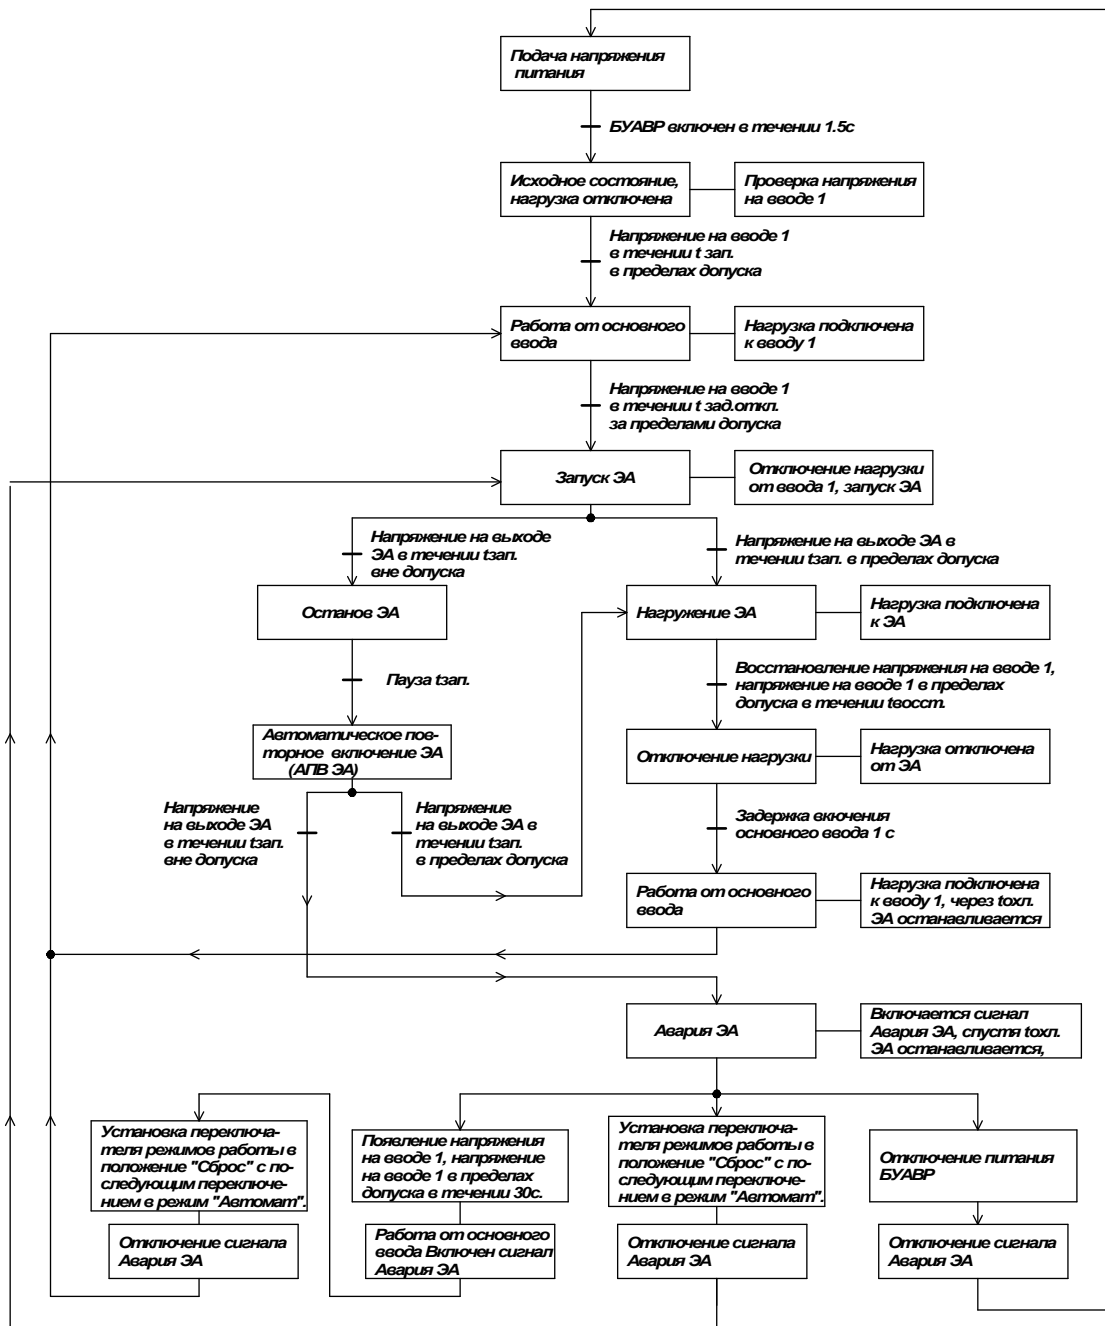 Подача напряжения
питания
БУАВР включен в течении 1.5с
Исходное состояние,
нагрузка отключена
Проверка напряжения
на вводе 1
Напряжение на вводе 1
в течении t зап.
в пределах допуска
Работа от основного
ввода
Нагрузка подключена
к вводу 1
Напряжение на вводе 1
в течении t зад.откл.
за пределами допуска
Запуск ЭА
Отключение нагрузки
от ввода 1, запуск ЭА
Напряжение на выходе
ЭА в течении tзап.
вне допуска
Напряжение на выходе ЭА в
течении tзап. в пределах допуска
Останов ЭА
Нагружение ЭА
Нагрузка подключена
к ЭА
Пауза tзап.
Восстановление напряжения на вводе 1,
напряжение на вводе 1 в пределах
допуска в течении tвосст.
Автоматическое пов-
торное включение ЭА
(АПВ ЭА)
Отключение нагрузки
Нагрузка отключена
от ЭА
Напряжение
на выходе ЭА
в течении tзап.
вне допуска
Напряжение
на выходе ЭА в
течении tзап.
в пределах допуска
Задержка вкючения
основного ввода 1 с
Работа от основного
ввода
Нагрузка подключена
к вводу 1, через tохл.
ЭА останавливается
Авария ЭА
Включается сигнал
Авария ЭА, спустя tохл.
ЭА останавливается,
Установка переключа-
теля режимов работы в
положение "Сброс" с по-
следующим переключе-
нием в режим "Автомат".
Появление напряжения
на вводе 1, напряжение
на вводе 1 в пределах
допуска в течении 30с.
Установка переключа-
теля режимов работы в
положение "Сброс" с по-
следующим переключе-
нием в режим "Автомат".
Отключение питания
БУАВР
Отключение сигнала
Авария ЭА
Работа от основного
ввода Включен сигнал
Авария ЭА
Отключение сигнала
Авария ЭА
Отключение сигнала
Авария ЭА